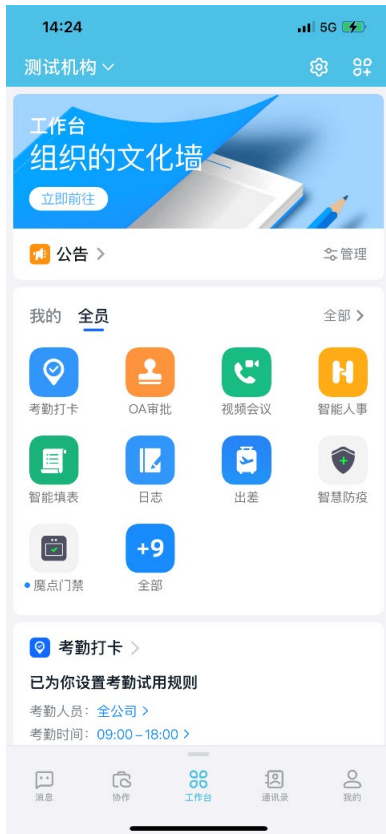 14:24
5G
测试机构
工作台
组织的文化墙
立即前往
公告
管理
我的 全员
全部
考勤打卡 OA审批 视频会议 智能人事
智能填表 日志 出差 智慧防疫
+9
魔点门禁 全部
考勤打卡
已为你设置考勤试用规则
考勤人员：全公司
考勤时间：09:00-18:00
消息 协作 工作台 通讯录 我的